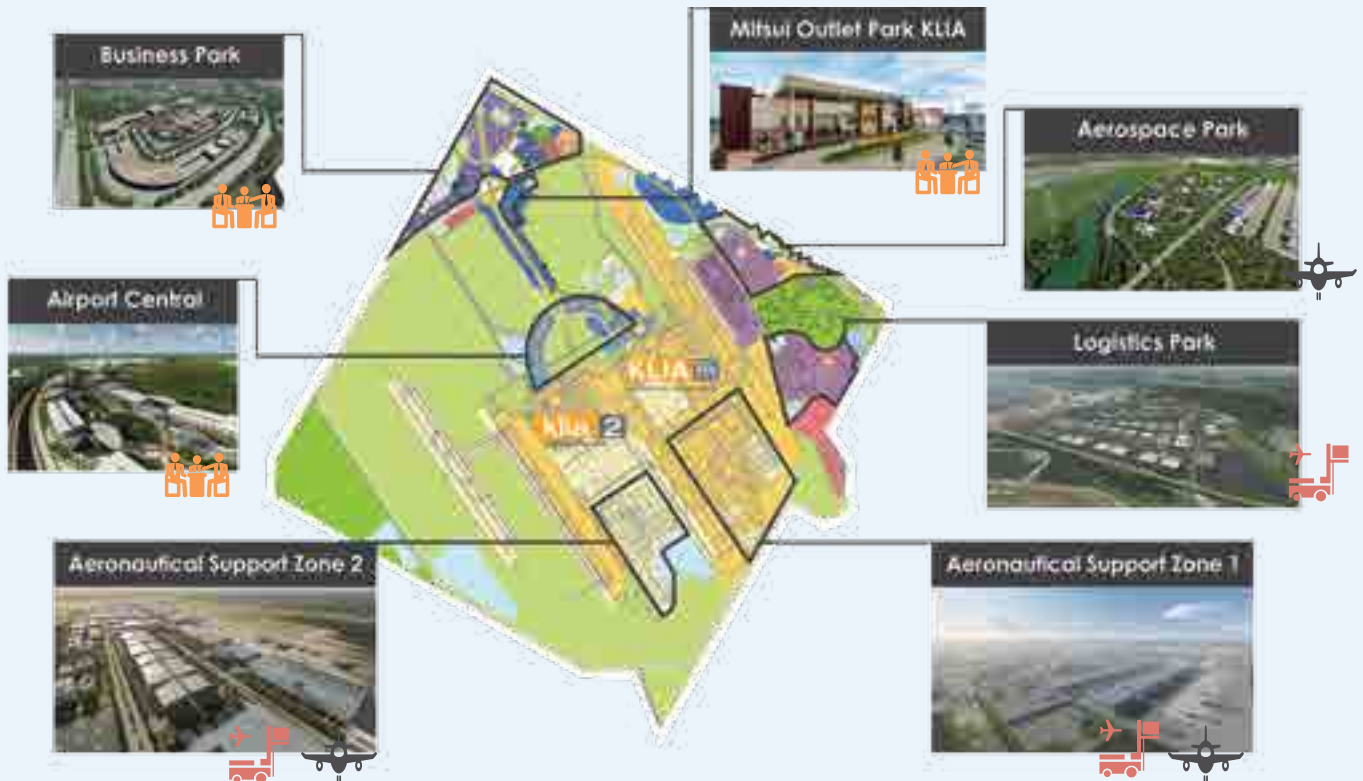 Business Park
Mitsui Outlet Park KLIA
Aerospace Park
Airport Central
Logistics Park
KLIA
klia 2
Aeronautical Support Zone 2
Aeronautical Support Zone 1